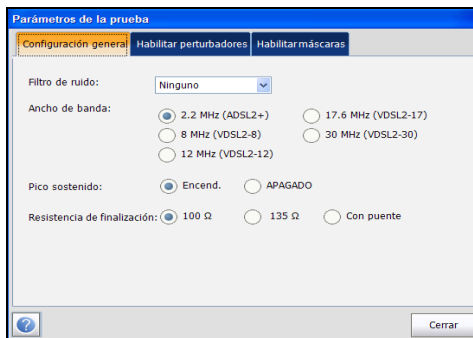 Parámetros de la prueba
Configuración general Habilitar perturbadores Habilitar máscaras
Filtro de ruido: Ninguno
Ancho de banda: 2.2 MHz (ADSL2+) 17.6 MHz (VDSL2-17)
8 MHz (VDSL2-8) 30 MHz (VDSL2-30)
12 MHz (VDSL2-12)
Pico sostenido: Encend. APAGADO
Resistencia de finalización: 100 Ω 135 Ω Con puente
? Cerrar